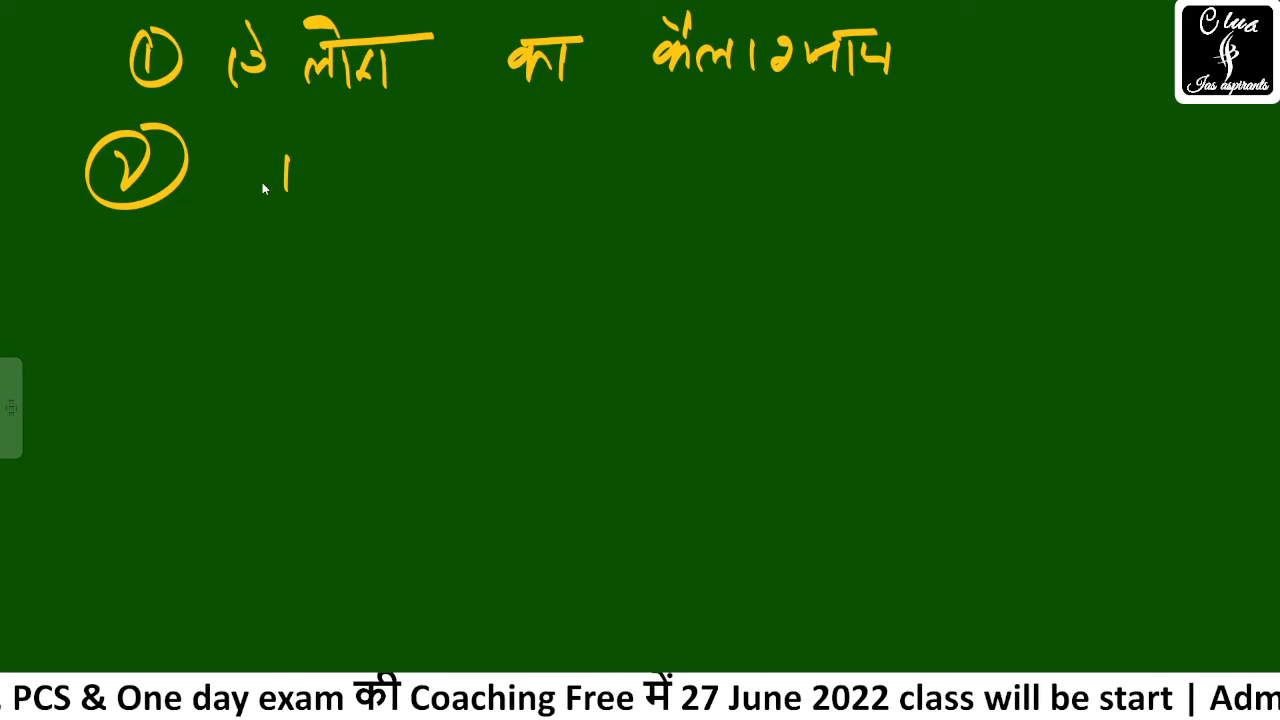 Clua
Ias aspirants
① एे लोरा का कैलाशनाथ
②
PCS & One day exam की Coaching Free में 27 June 2022 class will be start | Adm